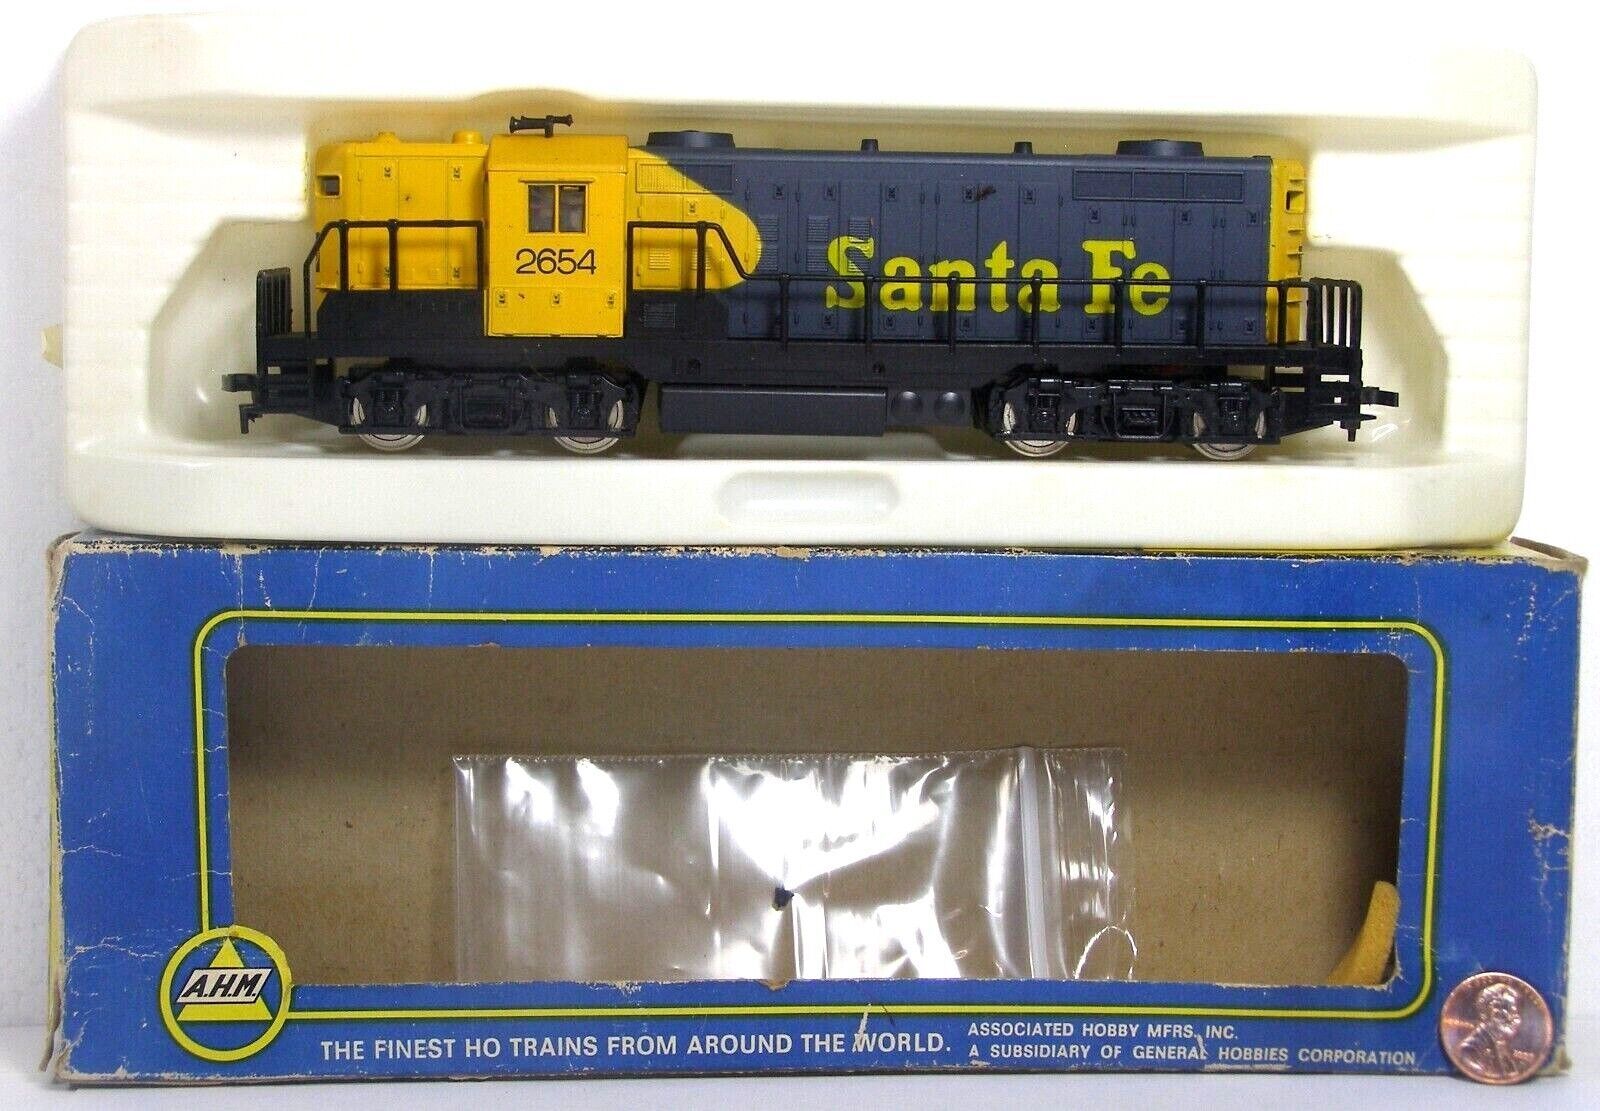 2654
Santa Fe
A.H.M.
THE FINEST HO TRAINS FROM AROUND THE WORLD.
ASSOCIATED HOBBY MFRS, INC.
A SUBSIDIARY OF GENERAL HOBBIES CORPORATION